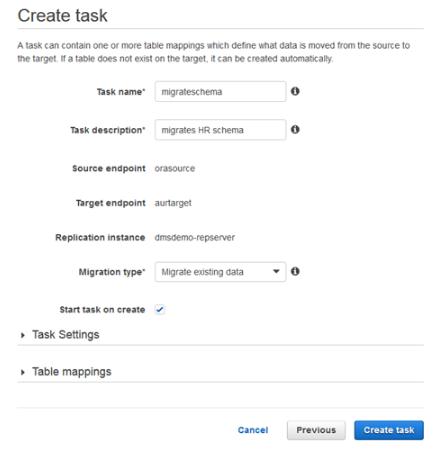 Create task
A task can contain one or more table mappings which define what data is moved from the source to
the target. If a table does not exist on the target, it can be created automatically.
Task name* migrateschema
Task description* migrates HR schema
Source endpoint orasource
Target endpoint aurtarget
Replication instance dmsdemo-repserver
Migration type* Migrate existing data
Start task on create
Task Settings
Table mappings
Cancel Previous Create task